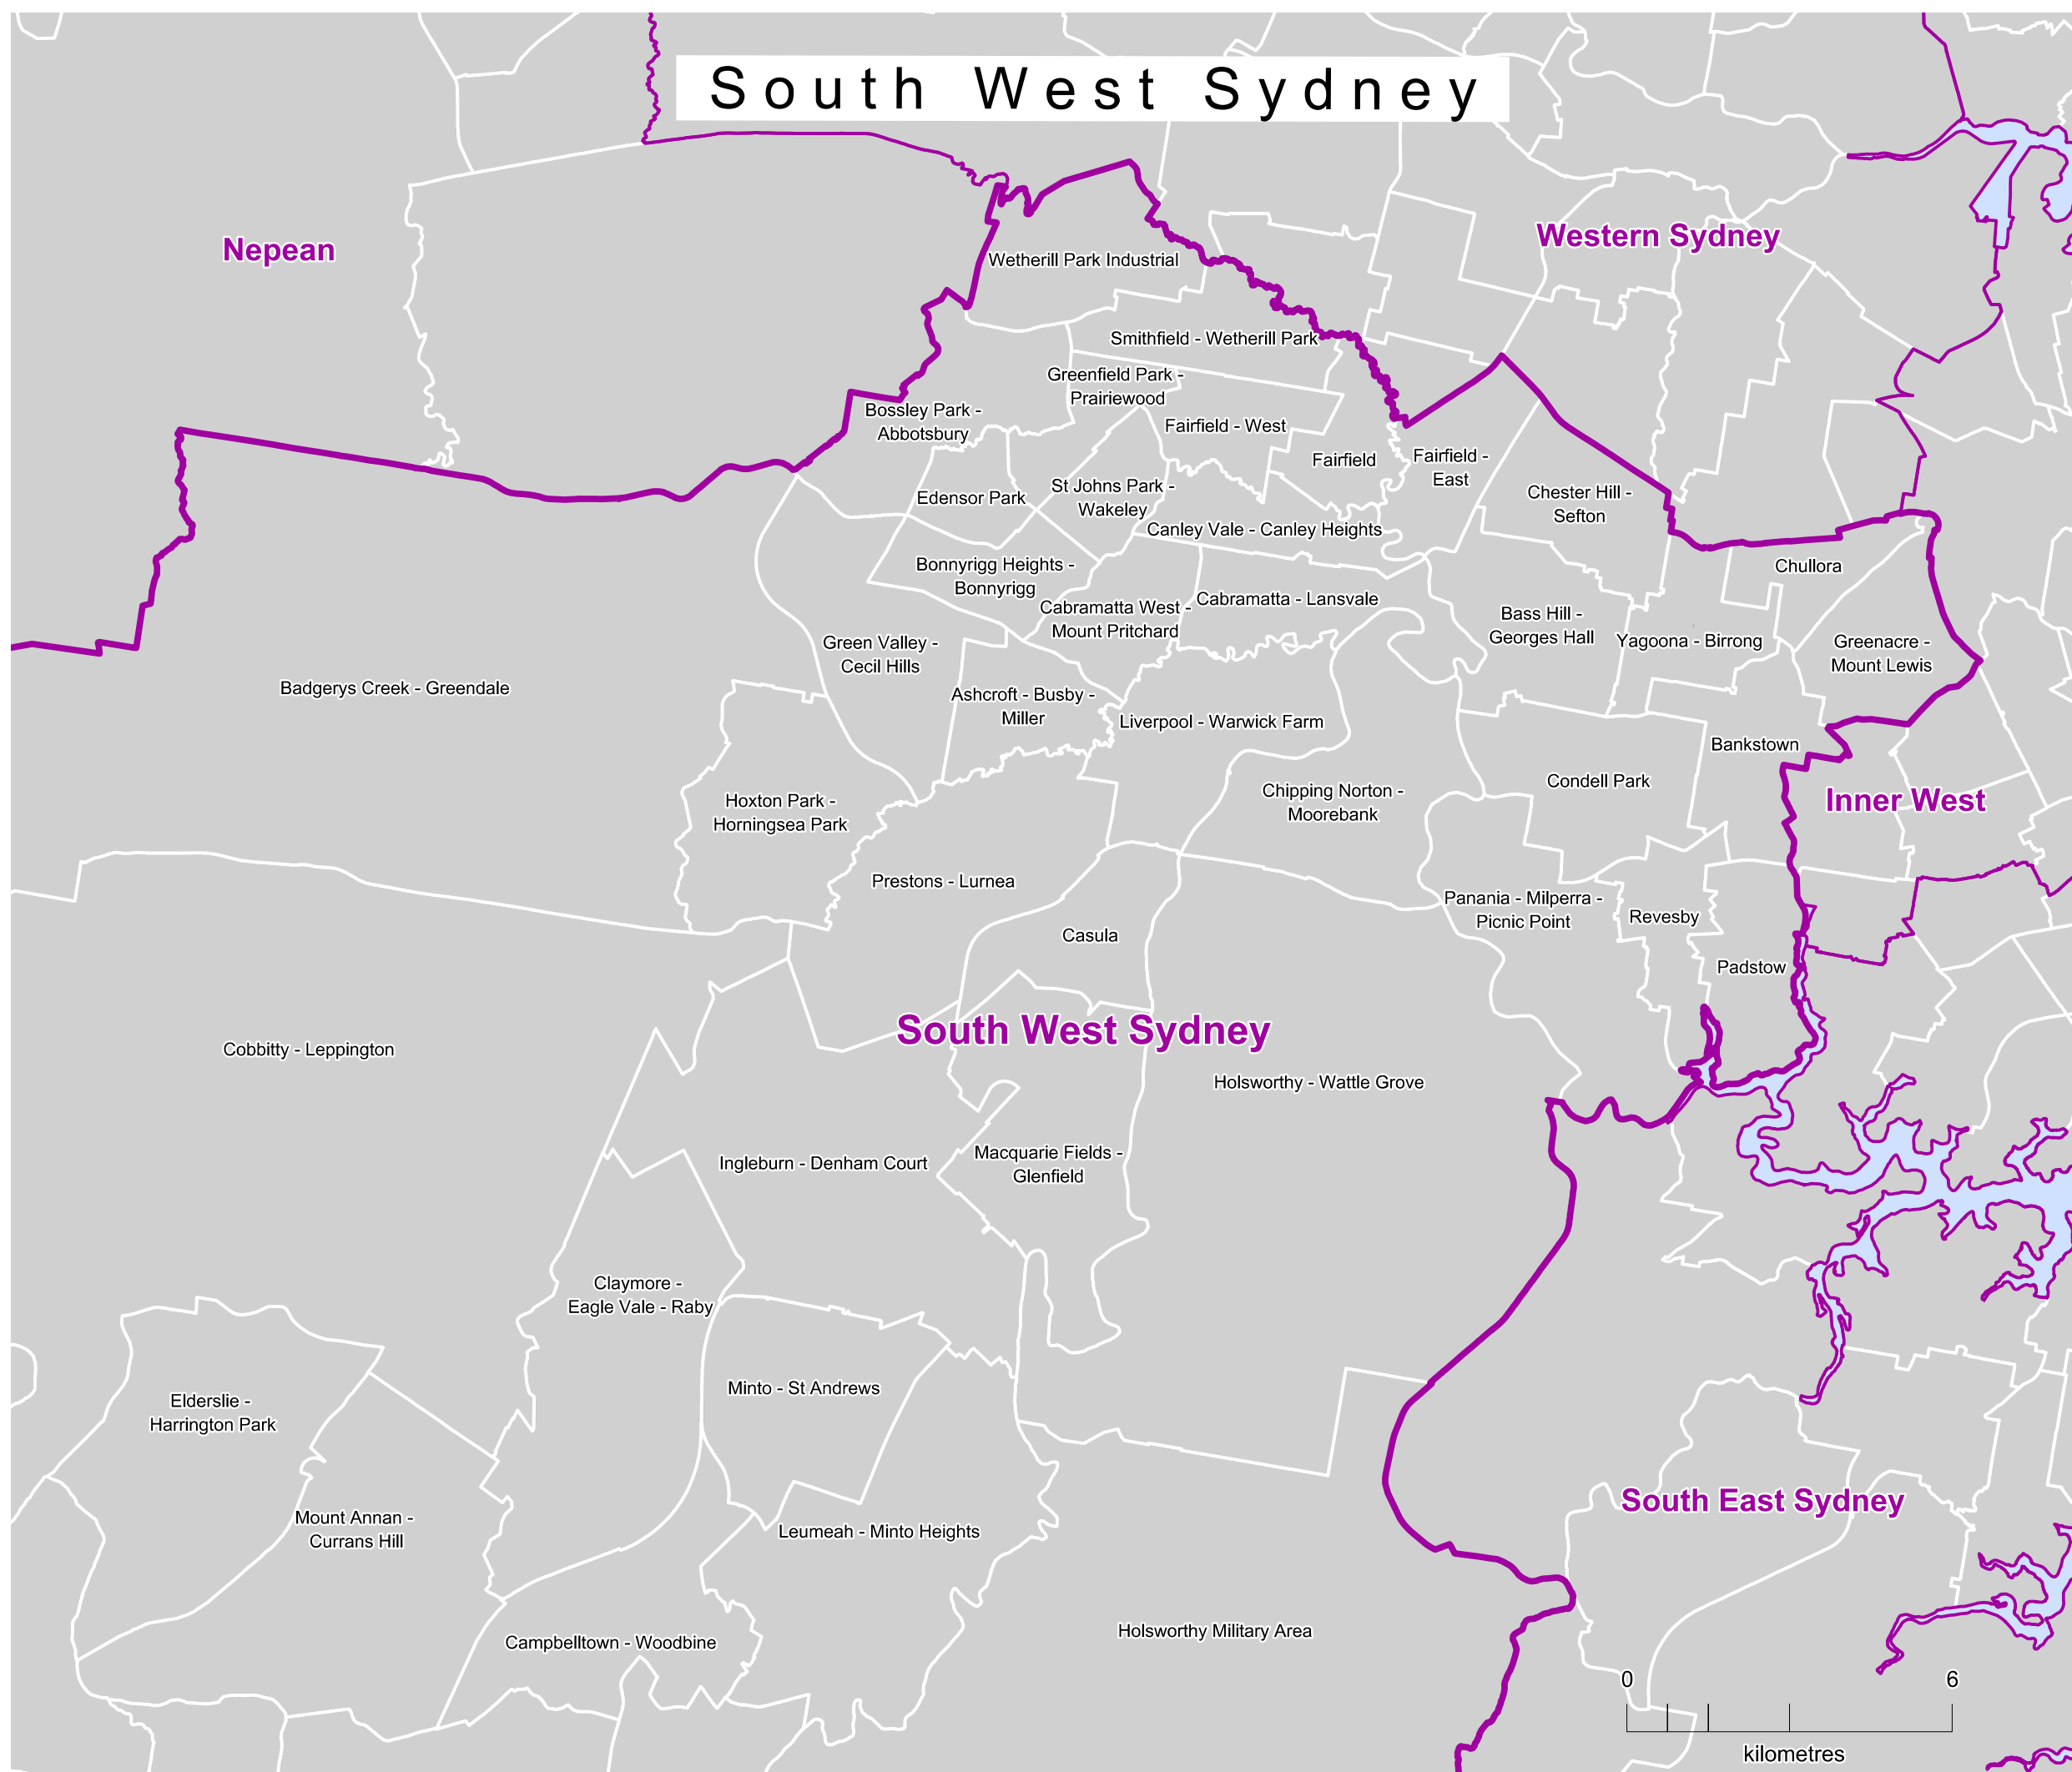 South West Sydney
Nepean
Western Sydney
Wetherill Park Industrial
Smithfield - Wetherill Park
Greenfield Park -
Prairiewood
Bossley Park -
Abbotsbury
Fairfield - West
Fairfield
Fairfield -
East
Edensor Park
St Johns Park -
Wakeley
Chester Hill -
Sefton
Canley Vale - Canley Heights
Bonnyrigg Heights -
Bonnyrigg
Chullora
Cabramatta West -
Mount Pritchard
Cabramatta - Lansvale
Bass Hill -
Georges Hall
Yagoona - Birrong
Greenacre -
Mount Lewis
Green Valley -
Cecil Hills
Badgerys Creek - Greendale
Ashcroft - Busby -
Miller
Liverpool - Warwick Farm
Bankstown
Condell Park
Chipping Norton -
Moorebank
Inner West
Hoxton Park -
Horningsea Park
Prestons - Lurnea
Panania - Milperra -
Picnic Point
Revesby
Casula
Padstow
South West Sydney
Cobbitty - Leppington
Holsworthy - Wattle Grove
Ingleburn - Denham Court
Macquarie Fields -
Glenfield
Claymore -
Eagle Vale - Raby
Minto - St Andrews
Elderslie -
Harrington Park
South East Sydney
Mount Annan -
Currans Hill
Leumeah - Minto Heights
Holsworthy Military Area
Campbelltown - Woodbine
0 6
kilometres